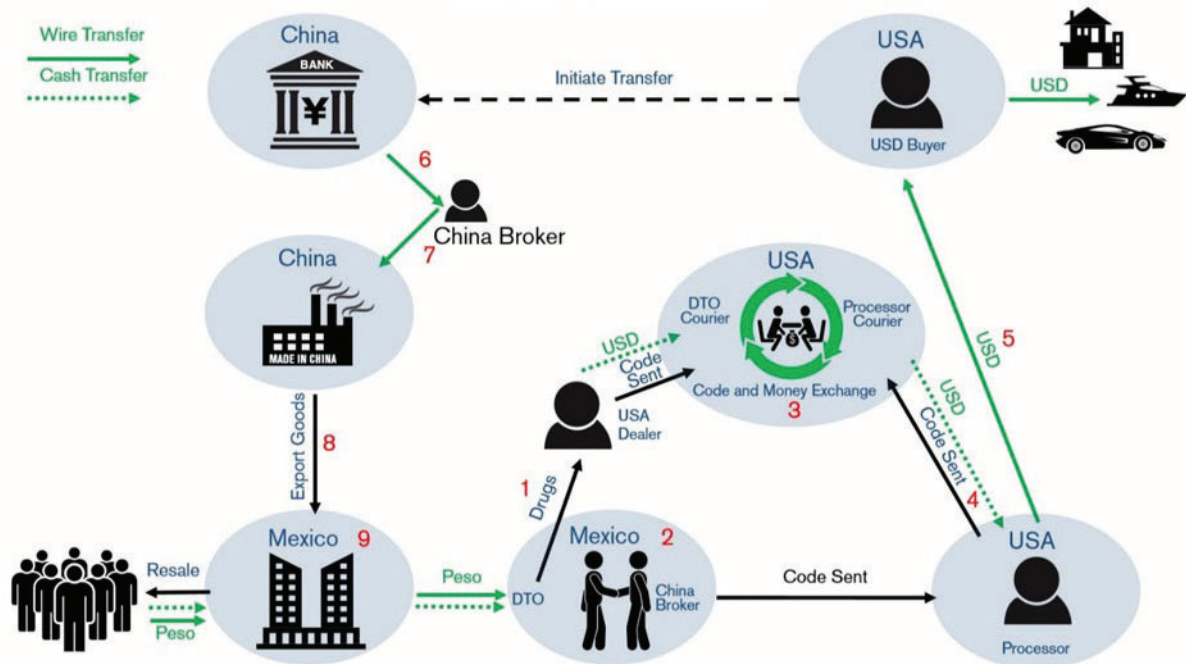 Wire Transfer
Cash Transfer
China
BANK
¥
Initiate Transfer
USA
USD Buyer
USD
6
China Broker
7
China
MADE IN CHINA
USA
DTO
Courier
Processor
Courier
$
Code and Money Exchange
3
USD
Code
Sent
USA
Dealer
5
USD
USD
Code Sent
4
Export Goods
8
1
Drugs
Mexico
9
Resale
Peso
Peso
Mexico
2
DTO
China
Broker
Code Sent
USA
Processor